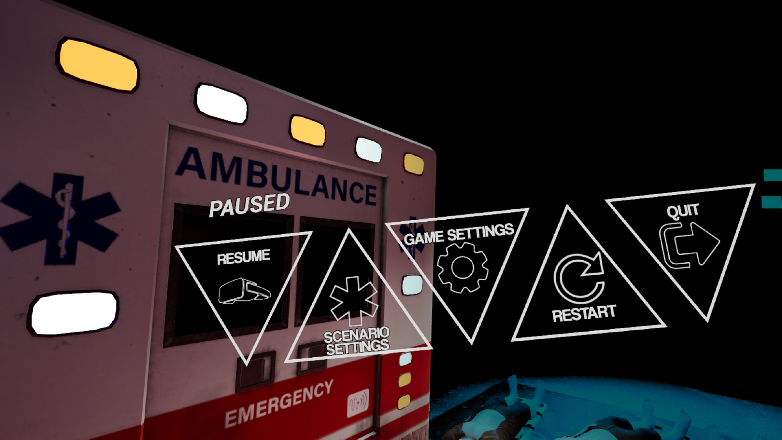 AMBULANCE
PAUSED
RESUME
SCENARIO
SETTINGS
GAME SETTINGS
RESTART
QUIT
EMERGENCY